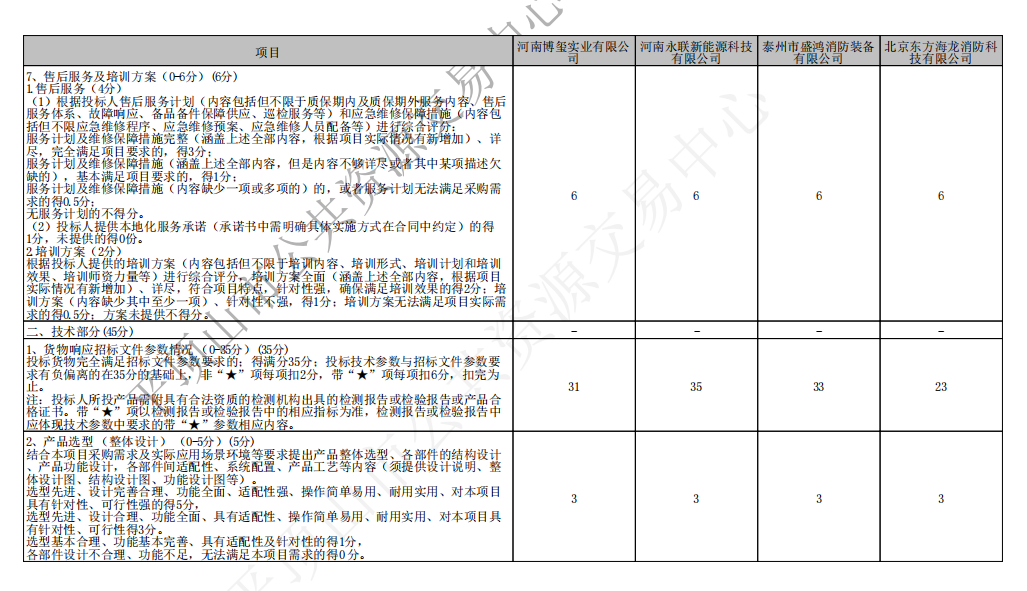 项目
河南博玺实业有限公
司
河南永联新能源科技
有限公司
泰州市盛鸿消防装备
有限公司
北京东方海龙消防科
技有限公司
7、售后服务及培训方案（0-6分）(6分)
1.售后服务（4分）
（1）根据投标人售后服务计划（内容包括但不限于质保期内及质保期外服务内容、售后
服务体系、故障响应、备品备件保障供应、巡检服务等）和应急维修保障措施（内容包
括但不限应急维修程序、应急维修预案、应急维修人员配备等）进行综合评分：
服务计划及维修保障措施完整（涵盖上述全部内容，根据项目实际情况有新增加）、详
尽，完全满足项目要求的，得3分；
服务计划及维修保障措施（涵盖上述全部内容，但是内容不够详尽或者其中某项描述欠
缺的），基本满足项目要求的，得1分；
服务计划及维修保障措施（内容缺少一项或多项的）的，或者服务计划无法满足采购需
求的得0.5分；
无服务计划的不得分。
（2）投标人提供本地化服务承诺（承诺书中需明确具体实施方式在合同中约定）的得
1分，未提供的得0份。
2 培训方案（2分）
根据投标人提供的培训方案（内容包括但不限于培训内容、培训形式、培训计划和培训
效果、培训师资力量等）进行综合评分，培训方案全面（涵盖上述全部内容，根据项目
实际情况有新增加）、详尽，符合项目特点，针对性强，确保满足培训效果的得2分；培
训方案（内容缺少其中至少一项）、针对性不强，得1分；培训方案无法满足项目实际需
求的得0.5分；方案未提供不得分。
6
6
6
6
二、技术部分(45分)
-
-
-
-
1、货物响应招标文件参数情况 （0-35分）(35分)
投标货物完全满足招标文件参数要求的；得满分35分；投标技术参数与招标文件参数要
求有负偏离的在35分的基础上，非“★”项每项扣2分，带“★”项每项扣6分，扣完为
止。
注：投标人所投产品需附具有合法资质的检测机构出具的检测报告或检验报告或产品合
格证书。带“★”项以检测报告或检验报告中的相应指标为准，检测报告或检验报告中
应体现技术参数中要求的带“★”参数相应内容。
31
35
33
23
2、产品选型 （整体设计） （0-5分）(5分)
结合本项目采购需求及实际应用场景环境等要求提出产品整体选型、各部件的结构设计
、产品功能设计，各部件间适配性、系统配置、产品工艺等内容（须提供设计说明、整
体设计图、结构设计图、功能设计图等）。
选型先进、设计完善合理、功能全面、适配性强、操作简单易用、耐用实用、对本项目
具有针对性、可行性强的得5分，
选型先进、设计合理、功能全面、具有适配性、操作简单易用、耐用实用、对本项目具
有针对性、可行性得3分。
选型基本合理、功能基本完善、具有适配性及针对性的得1分，
各部件设计不合理、功能不足，无法满足本项目需求的得0分。
3
3
3
3
平顶山市公共资源交易中心
平顶山市公共资源交易中心